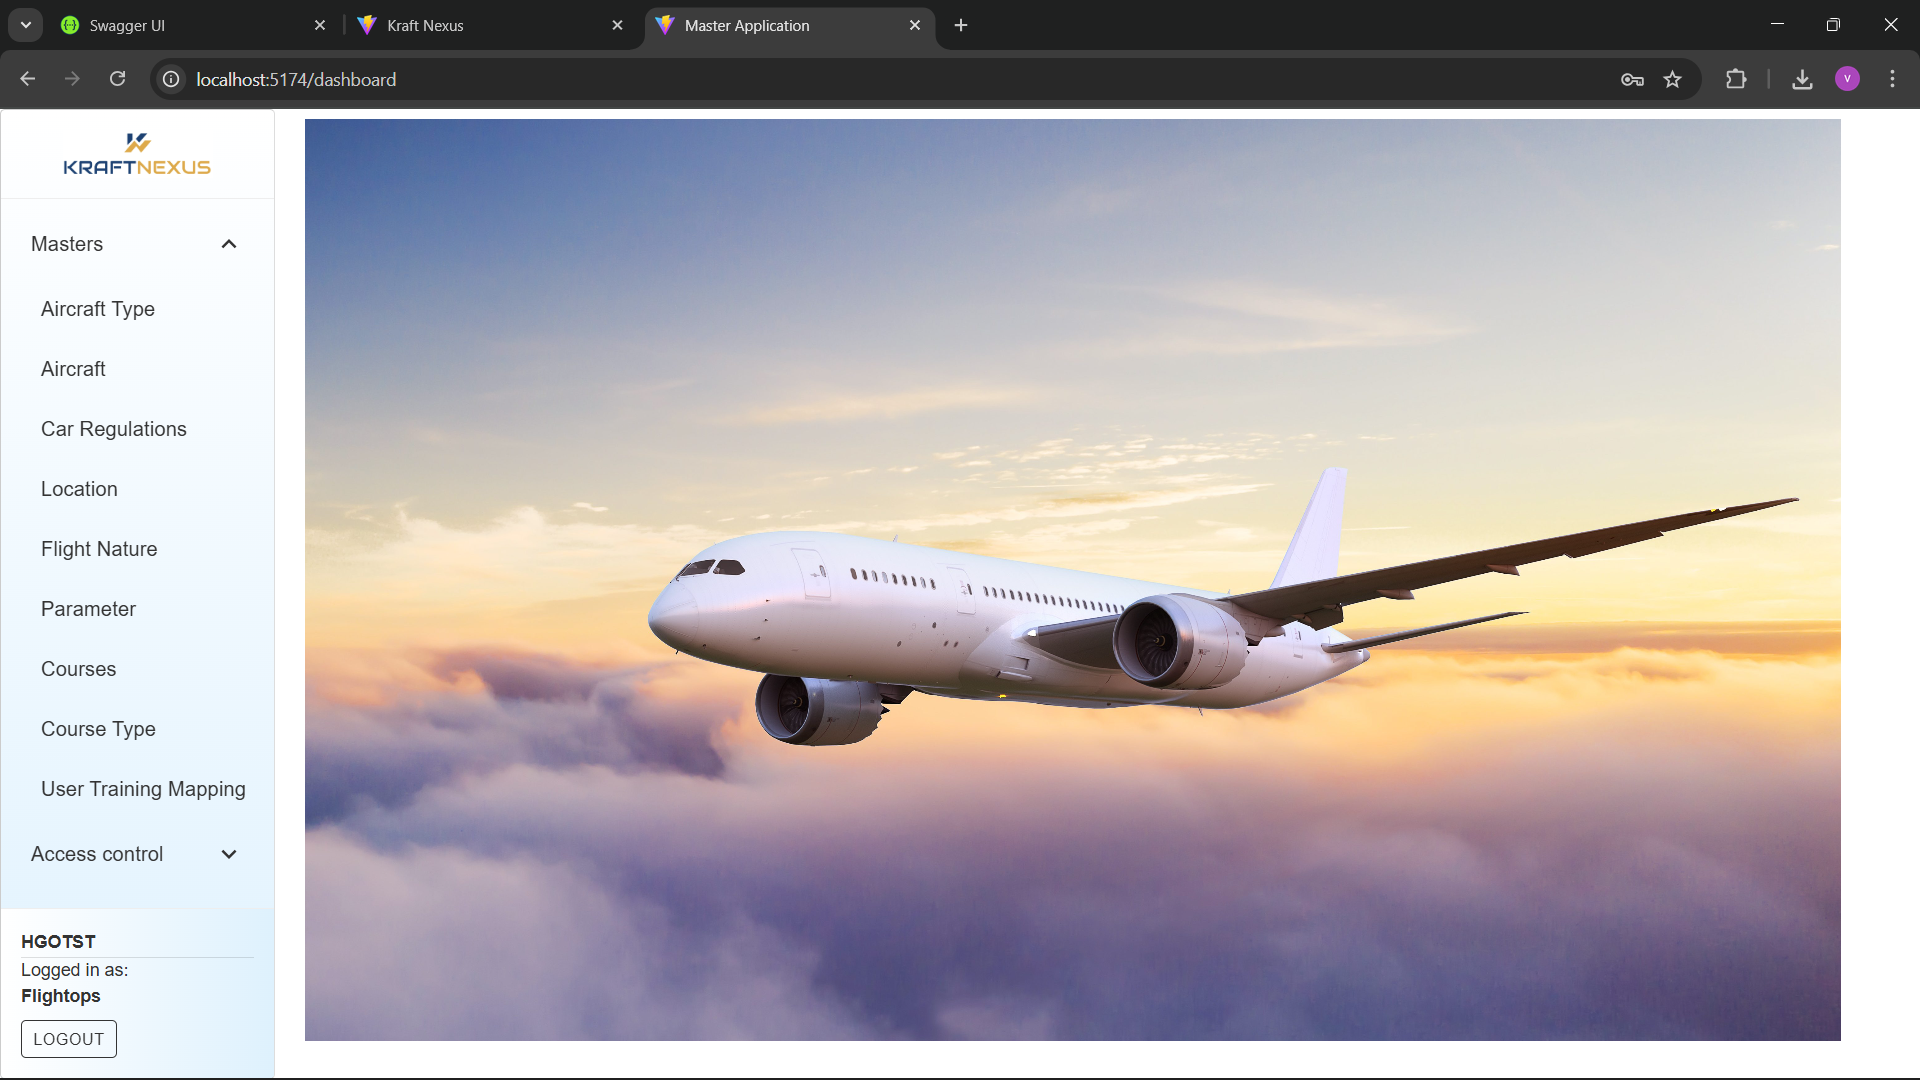 Swagger UI
Kraft Nexus
Master Application
localhost:5174/dashboard
V
KRAFTNEXUS
Masters
Aircraft Type
Aircraft
Car Regulations
Location
Flight Nature
Parameter
Courses
Course Type
User Training Mapping
Access control
HGOTST
Logged in as:
Flightops
LOGOUT